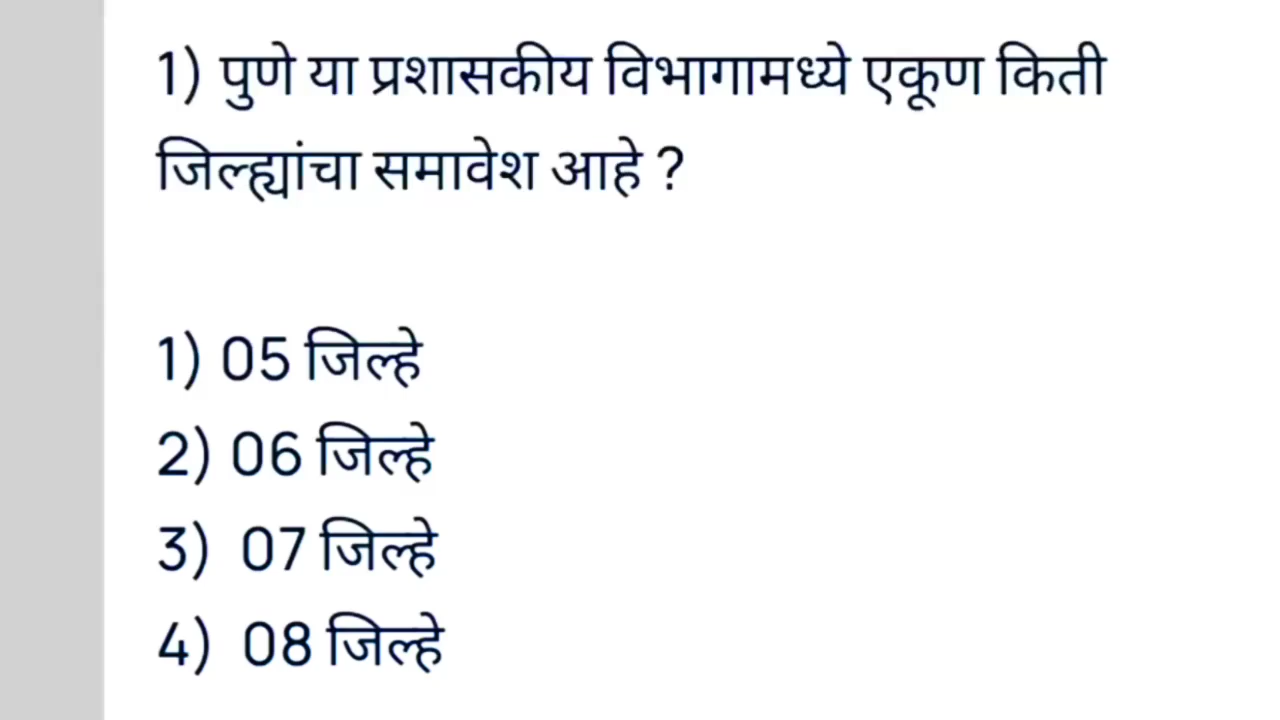 1) पुणे या प्रशासकीय विभागामध्ये एकूण किती
जिल्ह्यांचा समावेश आहे ?
1) 05 जिल्हे
2) 06 जिल्हे
3) 07 जिल्हे
4) 08 जिल्हे